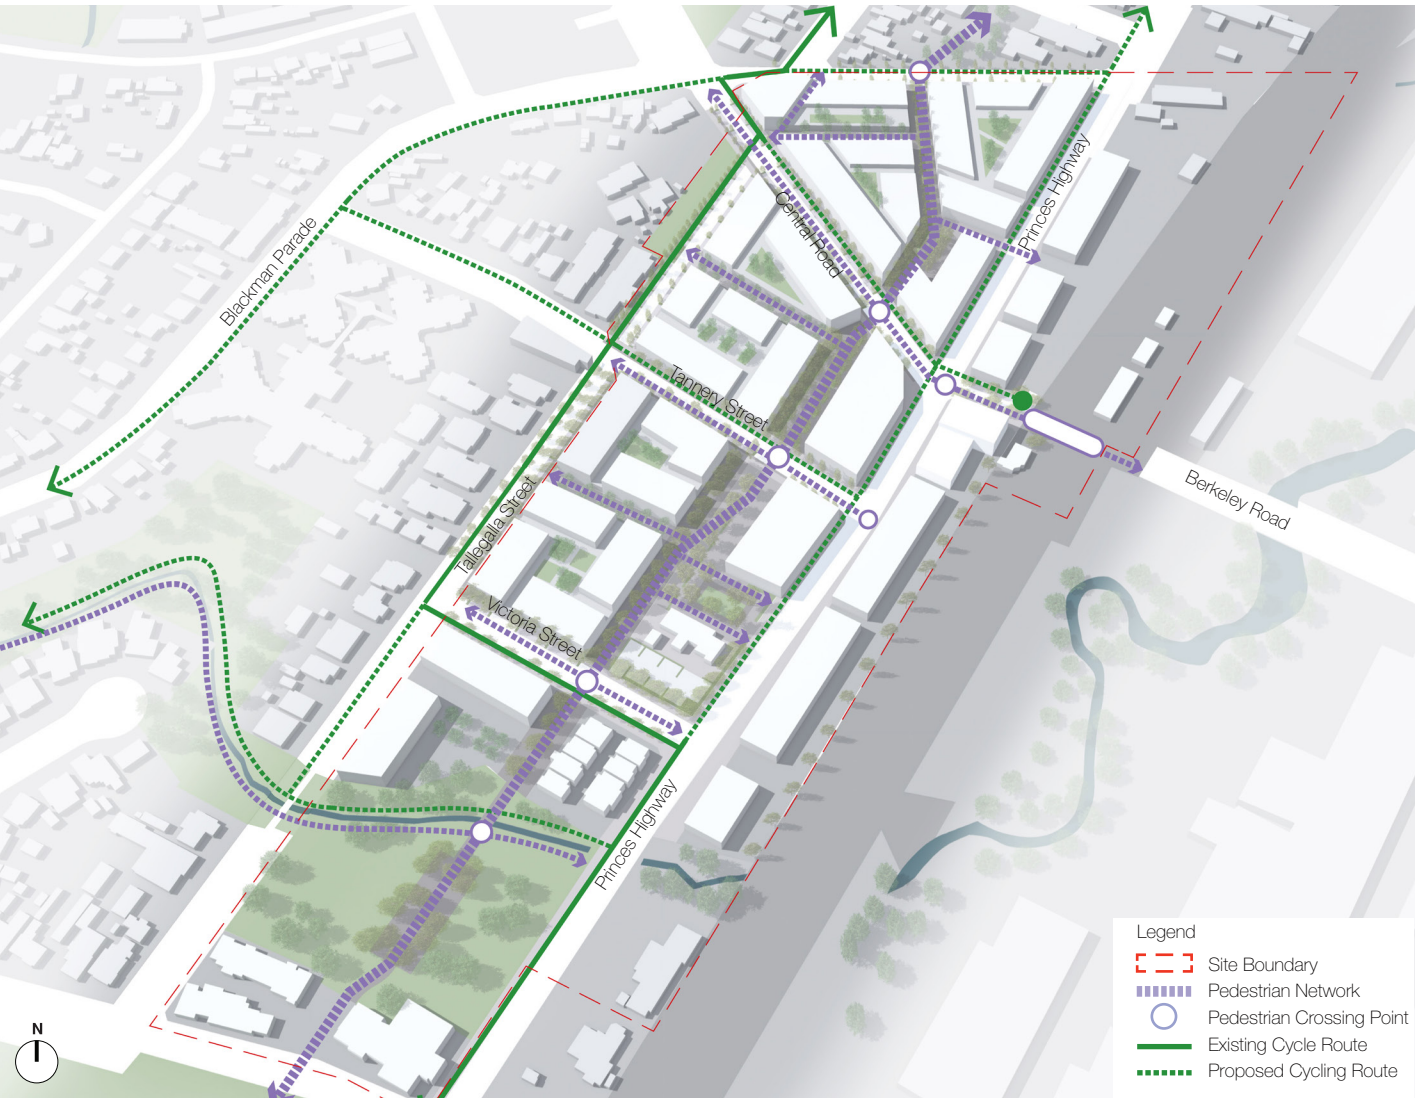 Blackman Parade
Central Road
Princes Highway
Tannery Street
Berkeley Road
Tallegalla Street
Victoria Street
Princes Highway
N
Legend
Site Boundary
Pedestrian Network
Pedestrian Crossing Point
Existing Cycle Route
Proposed Cycling Route